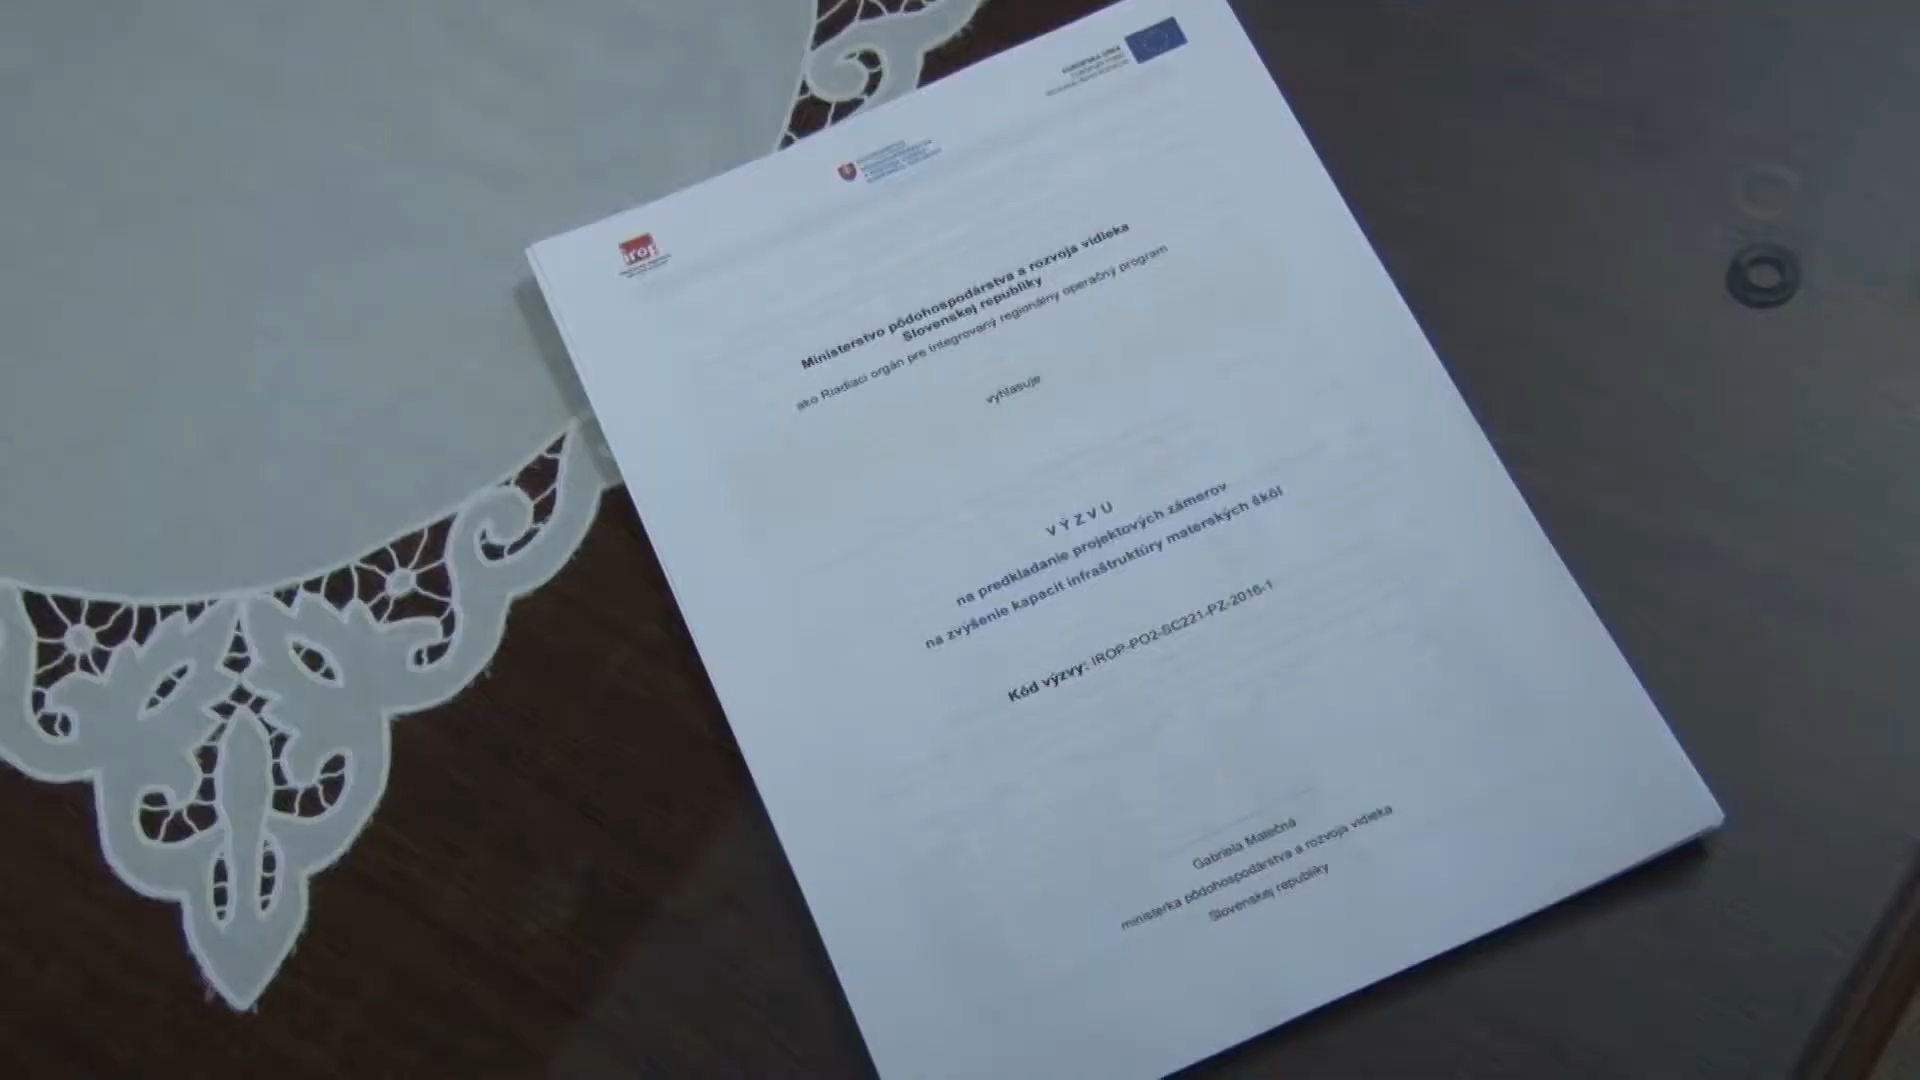 EURÓPSKA ÚNIA
irop
Ministerstvo pôdohospodárstva a rozvoja vidieka
Slovenskej republiky
ako Riadiaci orgán pre Integrovaný regionálny operačný program
vyhlasuje
V Ý Z V U
na predkladanie projektových zámerov
na zvýšenie kapacít infraštruktúry materských škôl
Kód výzvy: IROP-PO2-SC221-PZ-2016-1
Gabriela Matečná
ministerka pôdohospodárstva a rozvoja vidieka
Slovenskej republiky